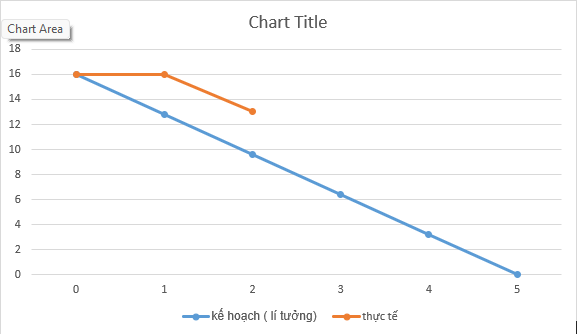 Chart Title
Chart Area
18
16
14
12
10
8
6
4
2
0
0 1 2 3 4 5
kế hoạch ( lí tưởng) thực tế